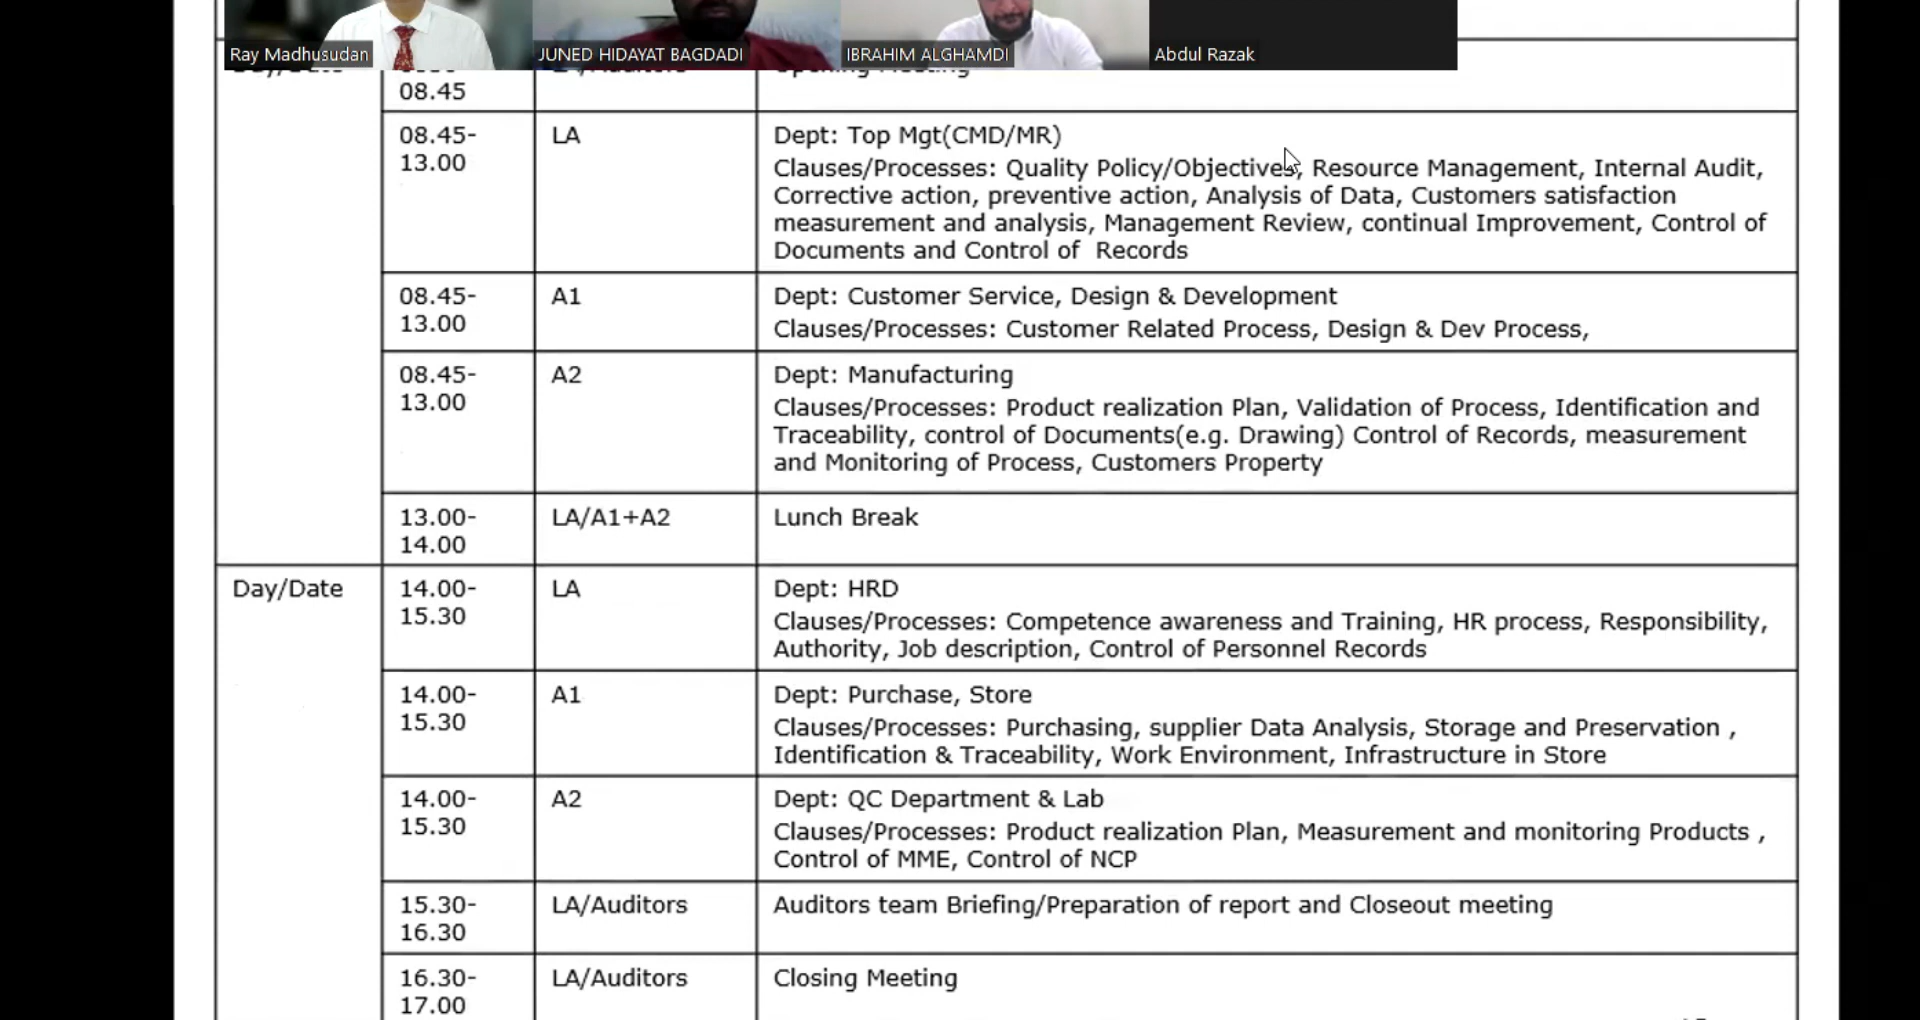 Ray Madhusudan
JUNED HIDAYAT BAGDADI
IBRAHIM ALGHAMDI
Abdul Razak
08.45
08.45-
13.00
LA
Dept: Top Mgt(CMD/MR)
Clauses/Processes: Quality Policy/Objectives, Resource Management, Internal Audit,
Corrective action, preventive action, Analysis of Data, Customers satisfaction
measurement and analysis, Management Review, continual Improvement, Control of
Documents and Control of Records
08.45-
13.00
A1
Dept: Customer Service, Design & Development
Clauses/Processes: Customer Related Process, Design & Dev Process,
08.45-
13.00
A2
Dept: Manufacturing
Clauses/Processes: Product realization Plan, Validation of Process, Identification and
Traceability, control of Documents(e.g. Drawing) Control of Records, measurement
and Monitoring of Process, Customers Property
13.00-
14.00
LA/A1+A2
Lunch Break
Day/Date
14.00-
15.30
LA
Dept: HRD
Clauses/Processes: Competence awareness and Training, HR process, Responsibility,
Authority, Job description, Control of Personnel Records
14.00-
15.30
A1
Dept: Purchase, Store
Clauses/Processes: Purchasing, supplier Data Analysis, Storage and Preservation ,
Identification & Traceability, Work Environment, Infrastructure in Store
14.00-
15.30
A2
Dept: QC Department & Lab
Clauses/Processes: Product realization Plan, Measurement and monitoring Products ,
Control of MME, Control of NCP
15.30-
16.30
LA/Auditors
Auditors team Briefing/Preparation of report and Closeout meeting
16.30-
17.00
LA/Auditors
Closing Meeting